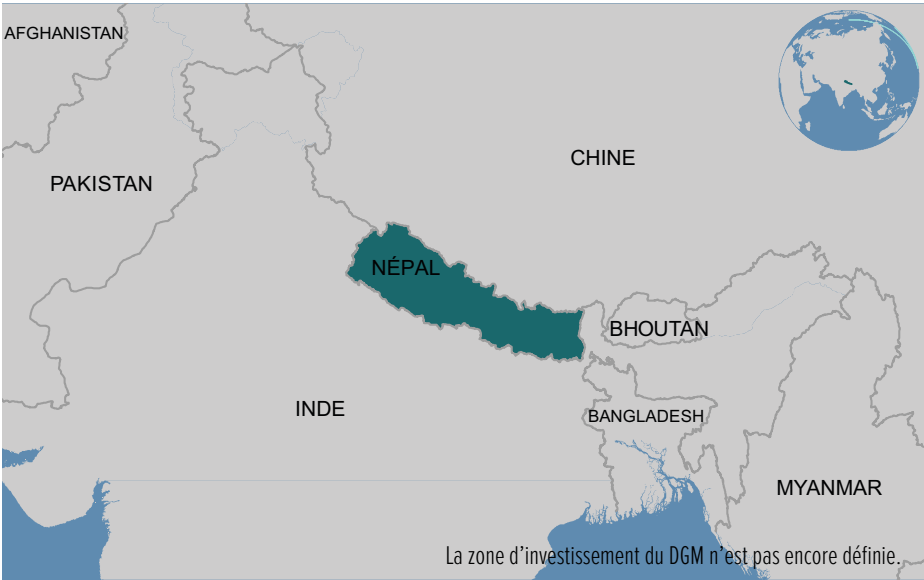 AFGHANISTAN
CHINE
PAKISTAN
NÉPAL
BHOUTAN
INDE
BANGLADESH
MYANMAR
La zone d’investissement du DGM n’est pas encore définie.